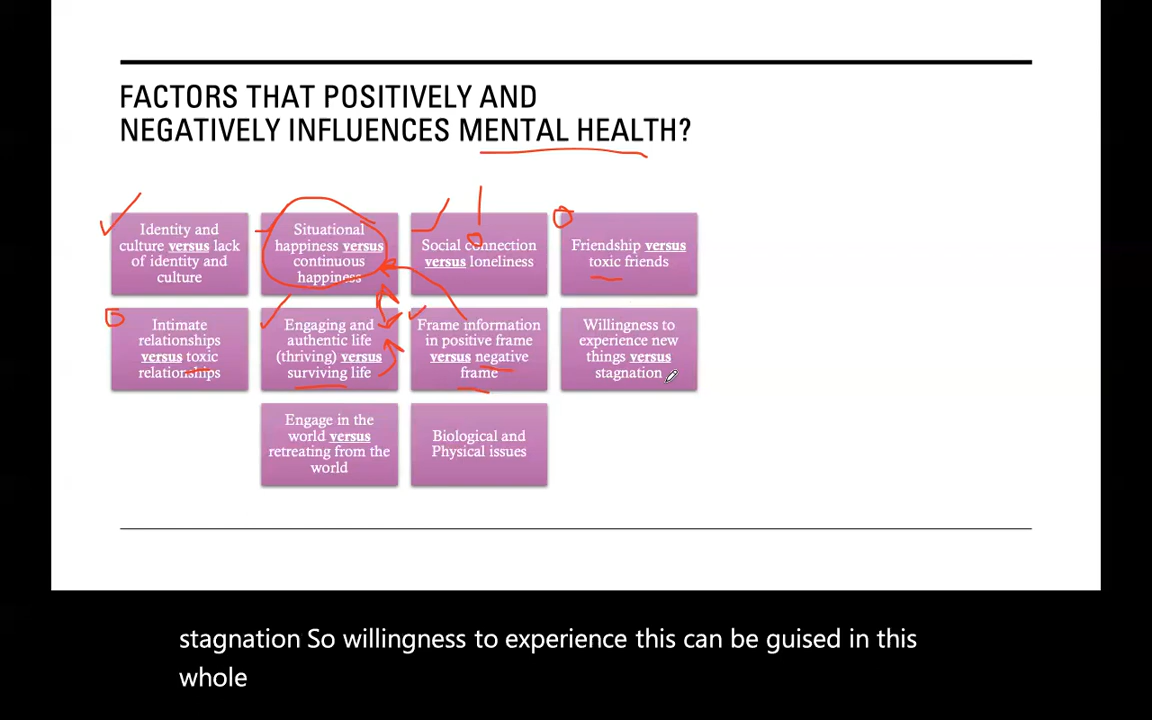 FACTORS THAT POSITIVELY AND
NEGATIVELY INFLUENCES MENTAL HEALTH?
Identity and
culture versus lack
of identity and
culture
Situational
happiness versus
continuous
happiness
Social connection
versus loneliness
Friendship versus
toxic friends
Intimate
relationships
versus toxic
relationships
Engaging and
authentic life
(thriving) versus
surviving life
Frame information
in positive frame
versus negative
frame
Willingness to
experience new
things versus
stagnation
Engage in the
world versus
retreating from the
world
Biological and
Physical issues
stagnation So willingness to experience this can be guised in this
whole